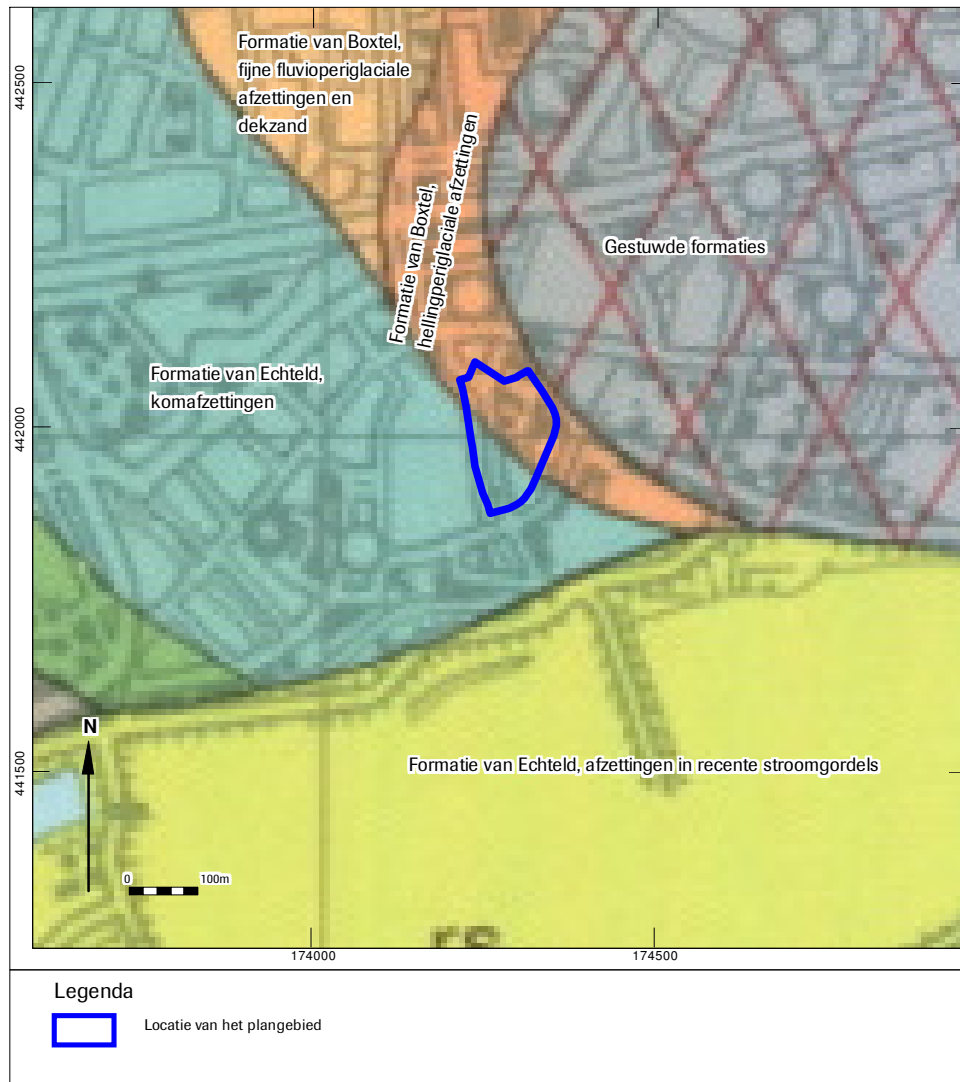 Formatie van Boxtel,
fijne fluvioperiglaciale
afzettingen en
dekzand
442500
Formatie van Boxtel,
hellingperiglaciale afzettingen
Gestuwde formaties
Formatie van Echteld,
komafzettingen
442000
N
441500
Formatie van Echteld, afzettingen in recente stroomgordels
0
100m
174000
174500
Legenda
Locatie van het plangebied